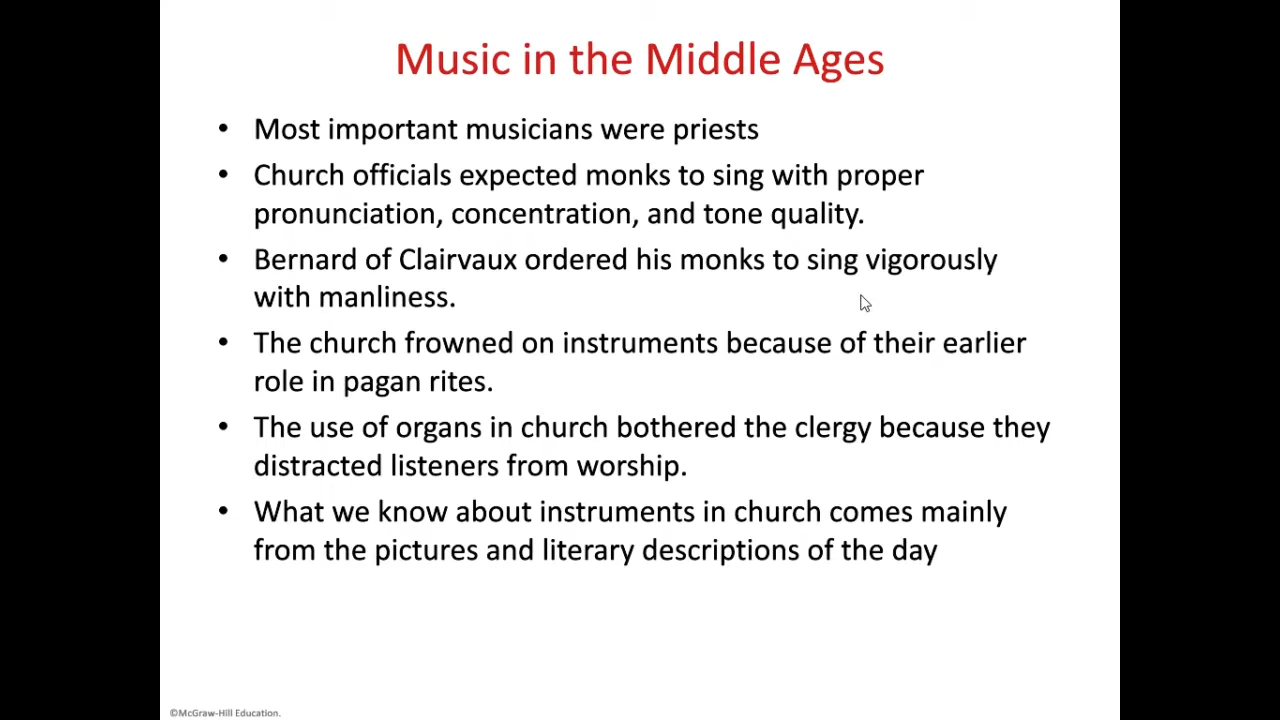 Music in the Middle Ages
• Most important musicians were priests
• Church officials expected monks to sing with proper
pronunciation, concentration, and tone quality.
• Bernard of Clairvaux ordered his monks to sing vigorously
with manliness.
• The church frowned on instruments because of their earlier
role in pagan rites.
• The use of organs in church bothered the clergy because they
distracted listeners from worship.
• What we know about instruments in church comes mainly
from the pictures and literary descriptions of the day
©McGraw-Hill Education.